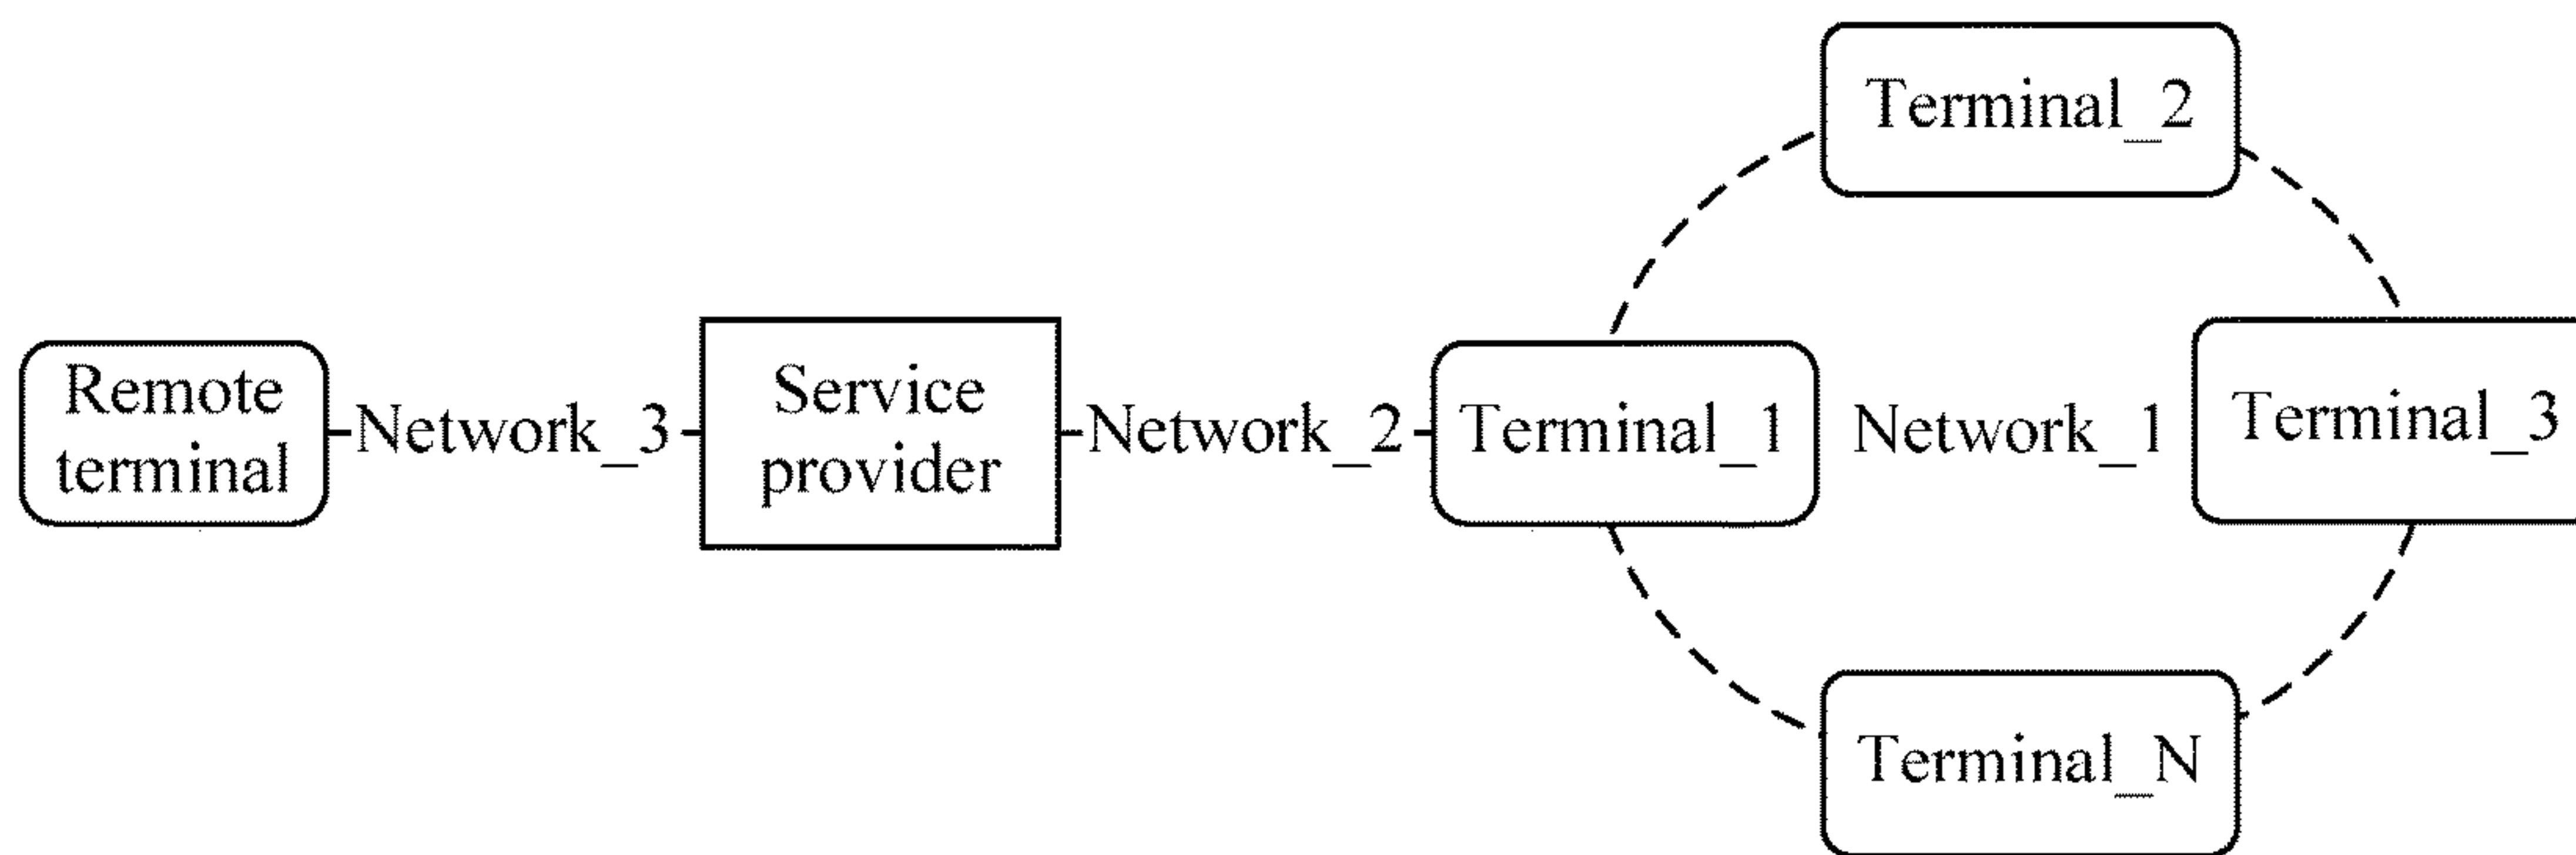 Terminal_2
Remote
terminal
Network_3
Service
provider
Network_2
Terminal_1
Network_1
Terminal_3
Terminal_N